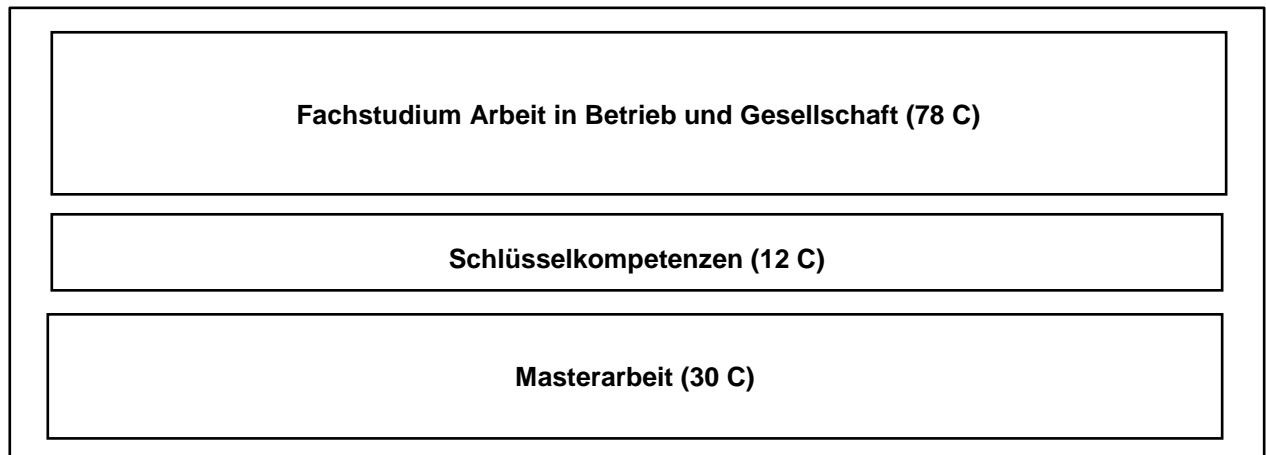 Fachstudium Arbeit in Betrieb und Gesellschaft (78 C)
Schlüsselkompetenzen (12 C)
Masterarbeit (30 C)